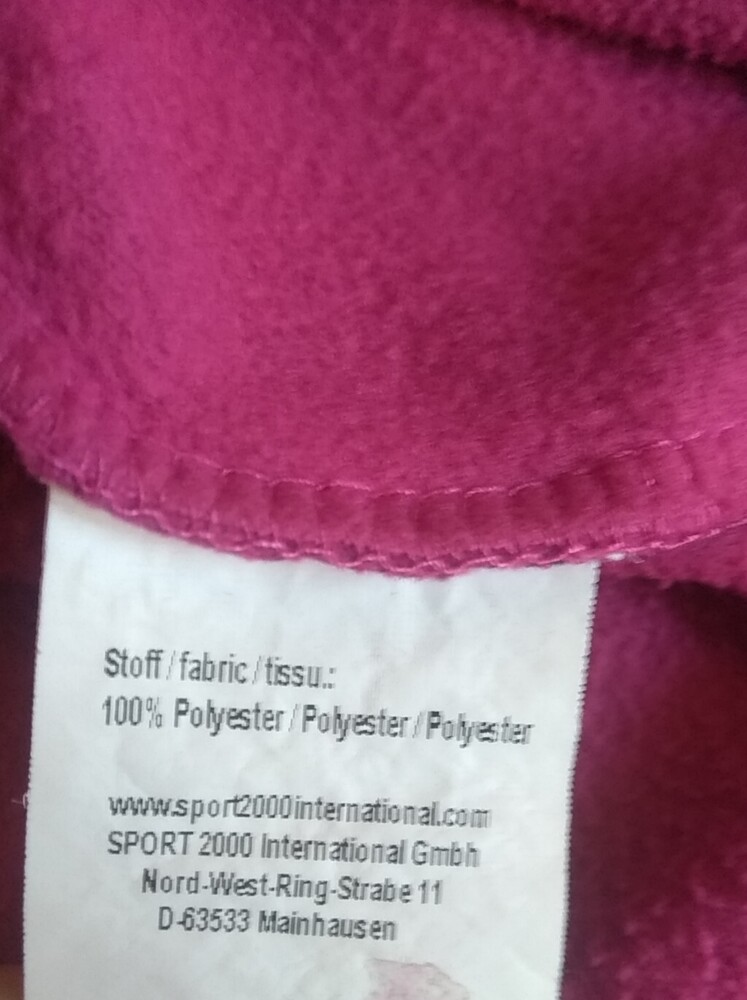 Stoff / fabric / tissu.:
100% Polyester / Polyester / Polyester
www.sport2000international.com
SPORT 2000 International Gmbh
Nord-West-Ring-Strabe 11
D-63533 Mainhausen